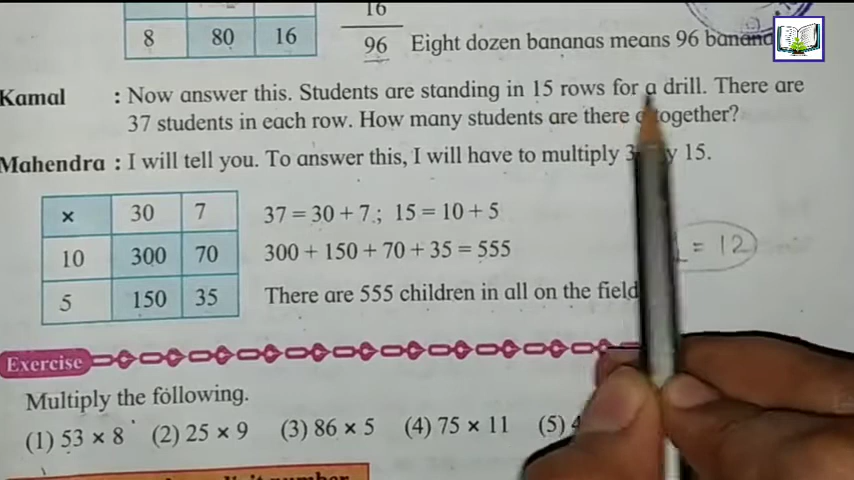 16
8 80 16
96 Eight dozen bananas means 96
Kamal : Now answer this. Students are standing in 15 rows for a drill. There are
37 students in each row. How many students are there together?
Mahendra : I will tell you. To answer this, I will have to multiply 15.
× 30 7
37 = 30 + 7 ; 15 = 10 + 5
10 300 70
300 + 150 + 70 + 35 = 555
= 12
5 150 35
There are 555 children in all on the field
Exercise
Multiply the following.
(1) 53 × 8 (2) 25 × 9 (3) 86 × 5 (4) 75 × 11 (5)